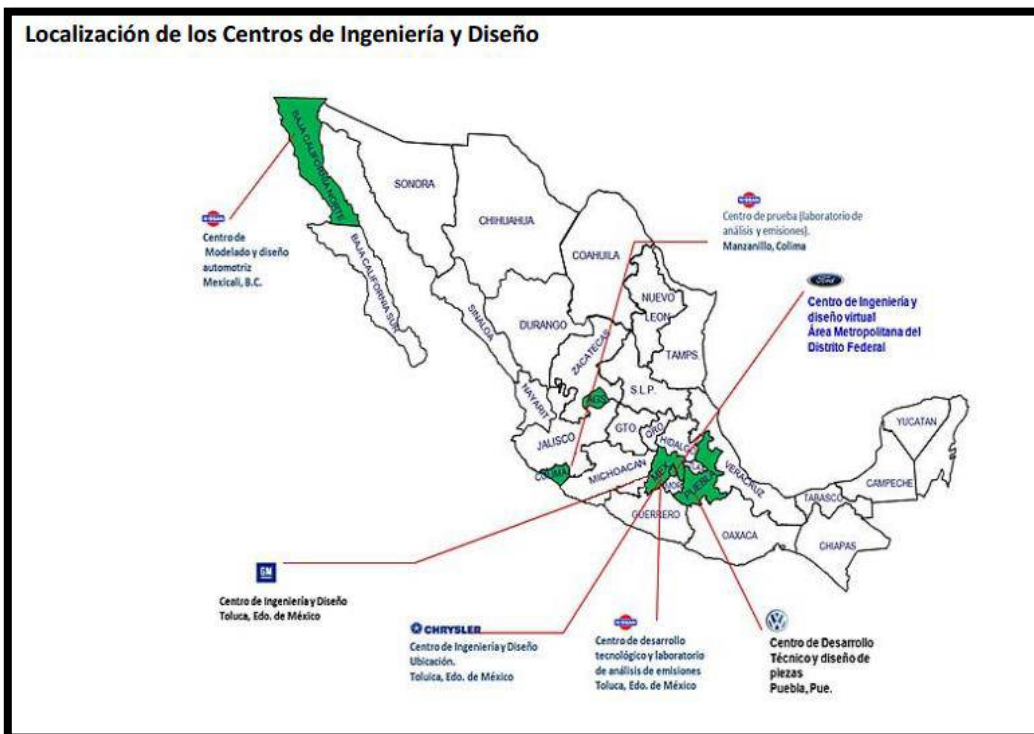 Localización de los Centros de Ingeniería y Diseño
BAJA CALIFORNIA NORTE
SONORA
CHIHUAHUA
COAHUILA
BAJA CALIFORNIA SUR
SINALOA
DURANGO
NUEVO
LEON
TAMPS.
ZACATECAS
S.L.P.
NAYARIT
AGS
JALISCO
GTO
QRO
HIDALGO
COLIMA
MICHOACAN
MEX
MOR
PUEBLA
VERACRUZ
GUERRERO
OAXACA
TABASCO
CHIAPAS
CAMPECHE
YUCATAN
NISSAN
Centro de
Modelado y diseño
automotriz
Mexicali, B.C.
NISSAN
Centro de prueba (laboratorio de
análisis y emisiones).
Manzanillo, Colima
Ford
Centro de Ingeniería y
diseño virtual
Área Metropolitana del
Distrito Federal
GM
Centro de Ingeniería y Diseño
Toluca, Edo. de México
CHRYSLER
Centro de Ingeniería y Diseño
Ubicación.
Toluica, Edo. de México
NISSAN
Centro de desarrollo
tecnológico y laboratorio
de análisis de emisiones
Toluca, Edo. de México
Centro de Desarrollo
Técnico y diseño de
piezas
Puebla, Pue.